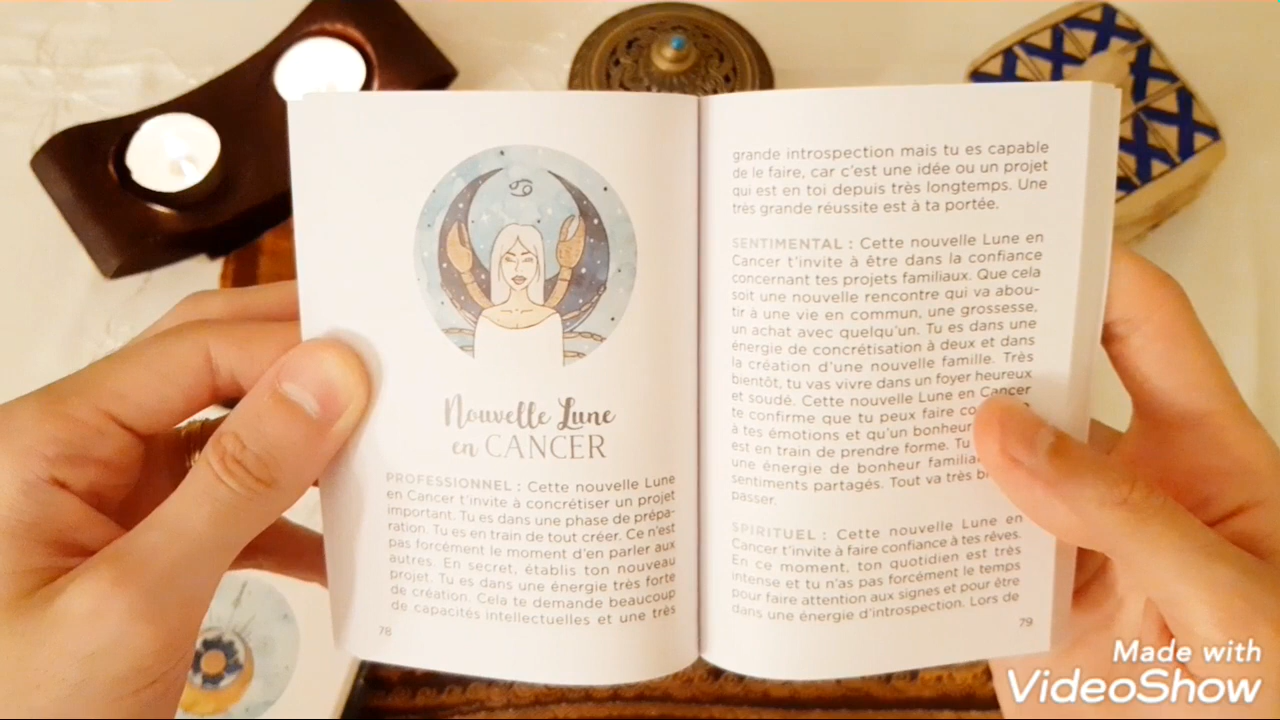 Nouvelle Lune
en CANCER
PROFESSIONNEL : Cette nouvelle Lune
en Cancer t'invite à concrétiser un projet
important. Tu es dans une phase de prépa-
ration. Tu es en train de tout créer. Ce n'est
pas forcément le moment d'en parler aux
autres. En secret, établis ton nouveau
projet. Tu es dans une énergie très forte
de création. Cela te demande beaucoup
de capacités intellectuelles et une très
78
grande introspection mais tu es capable
de le faire, car c'est une idée ou un projet
qui est en toi depuis très longtemps. Une
très grande réussite est à ta portée.
SENTIMENTAL : Cette nouvelle Lune en
Cancer t'invite à être dans la confiance
concernant tes projets familiaux. Que cela
soit une nouvelle rencontre qui va abou-
tir à une vie en commun, une grossesse,
un achat avec quelqu'un. Tu es dans une
énergie de concrétisation à deux et dans
la création d'une nouvelle famille. Très
bientôt, tu vas vivre dans un foyer heureux
et soudé. Cette nouvelle Lune en Cancer
te confirme que tu peux faire
à tes émotions et qu'un bonheur
est en train de prendre forme. Tu
une énergie de bonheur
sentiments partagés. Tout va très
passer.
SPIRITUEL : Cette nouvelle Lune en
Cancer t'invite à faire confiance à tes rêves.
En ce moment, ton quotidien est très
intense et tu n'as pas forcément le temps
pour faire attention aux signes et pour être
dans une énergie d'introspection. Lors de
79
Made with
VideoShow